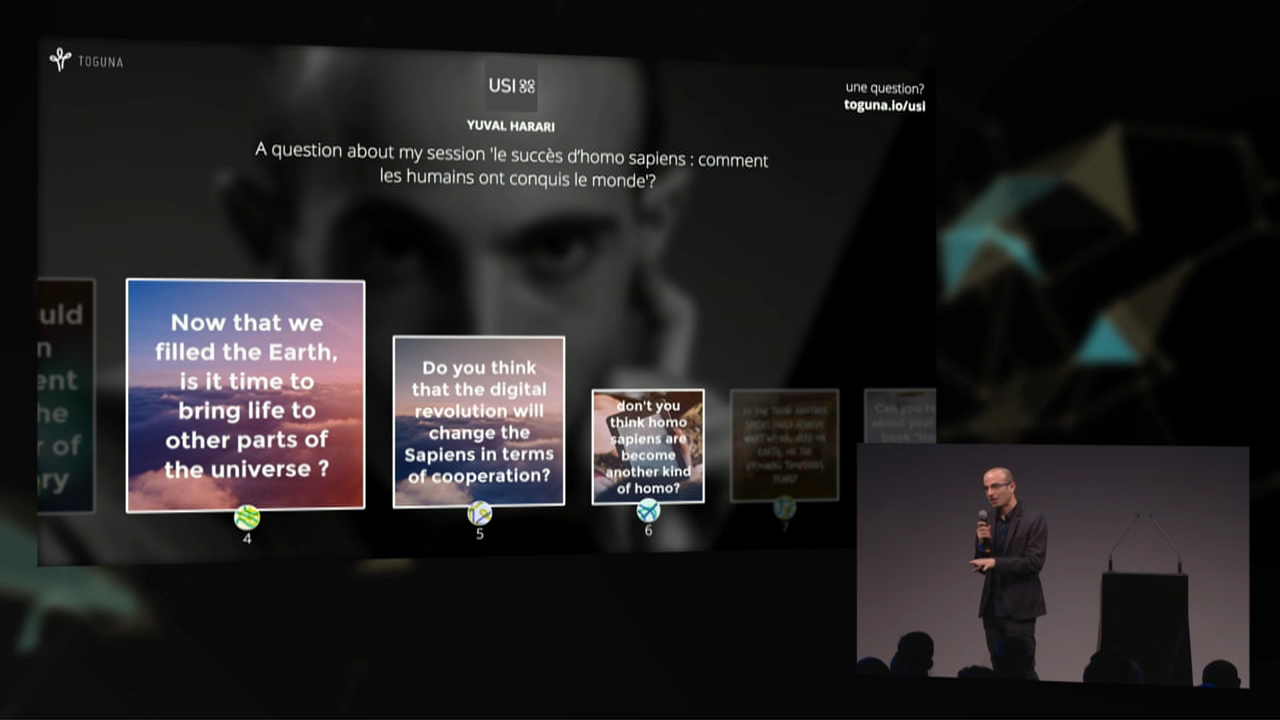 TOGUNA
USI
une question?
toguna.io/usi
YUVAL HARARI
A question about my session 'le succès d'homo sapiens : comment
les humains ont conquis le monde'?
uld
n
ent
he
r of
ry
Now that we
filled the Earth,
is it time to
bring life to
other parts of
the universe ?
4
Do you think
that the digital
revolution will
change the
Sapiens in terms
of cooperation?
5
don't you
think homo
sapiens are
become
another kind
of homo?
6
7